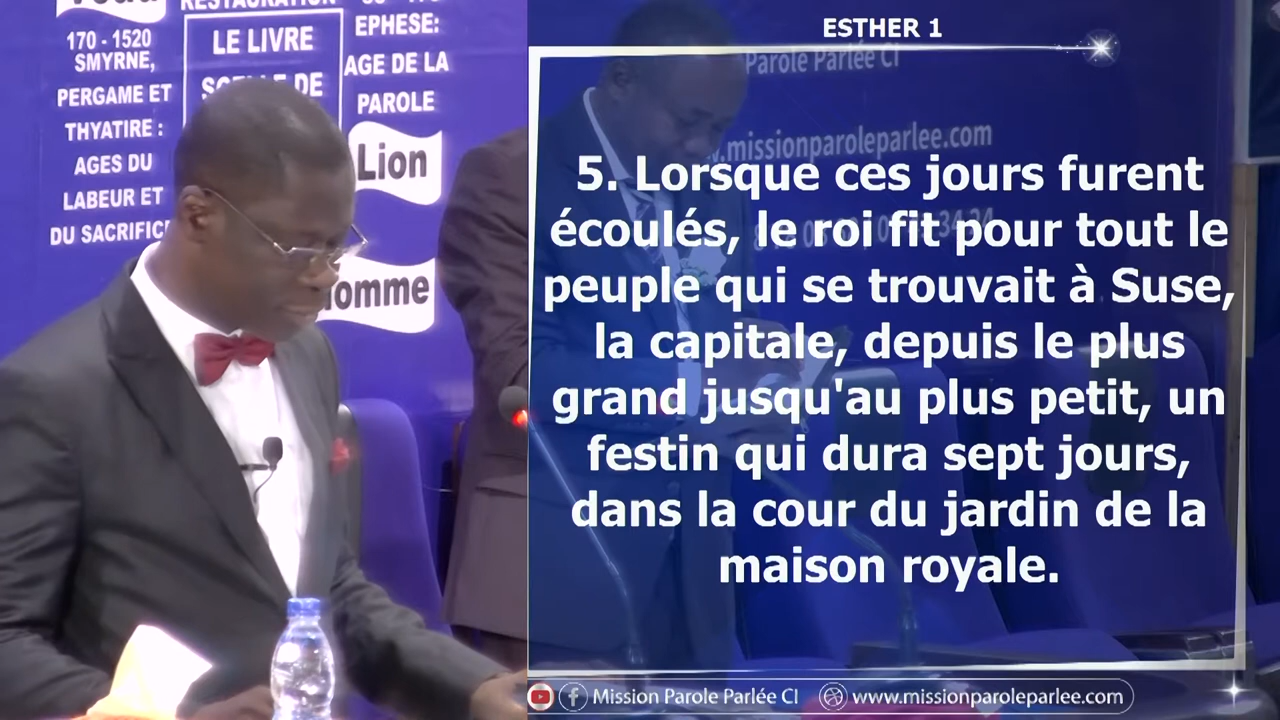 RESTAURATION
170 - 1520
SMYRNE,
PERGAME ET
THYATIRE :
AGES DU
LABEUR ET
DU SACRIFIC
LE LIVRE
DE
EPHESE:
AGE DE LA
PAROLE
Lion
Homme
ESTHER 1
Parole Parlée CI
www.missionparoleparlee.com
5. Lorsque ces jours furent
écoulés, le roi fit pour tout le
peuple qui se trouvait à Suse,
la capitale, depuis le plus
grand jusqu'au plus petit, un
festin qui dura sept jours,
dans la cour du jardin de la
maison royale.
Mission Parole Parlée CI
www.missionparoleparlee.com